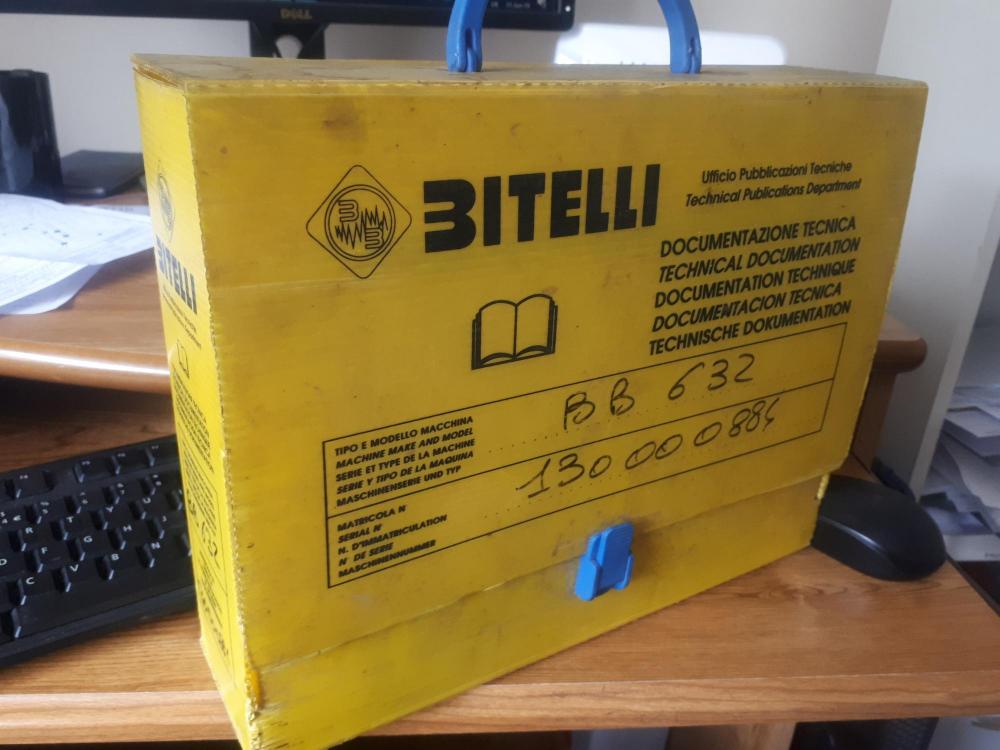 DELL
BITELLI
Ufficio Pubblicazioni Tecniche
Technical Publications Department
DOCUMENTAZIONE TECNICA
TECHNICAL DOCUMENTATION
DOCUMENTATION TECHNIQUE
DOCUMENTACION TECNICA
TECHNISCHE DOKUMENTATION
TIPO E MODELLO MACCHINA
MACHINE MAKE AND MODEL
SERIE ET TYPE DE LA MACHINE
SERIE Y TIPO DE LA MAQUINA
MASCHINENSERIE UND TYP
BB 632
MATRICOLA N
SERIAL N°
N. D'IMMATRICULATION
N° DE SERIE
MASCHINENNUMMER
BITELLI